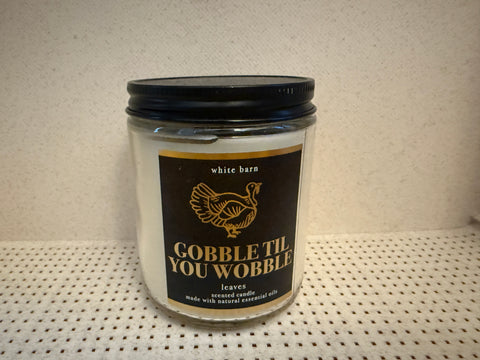 white barn
GOBBLE TIL
YOU WOBBLE
leaves
scented candle
made with natural essential oils